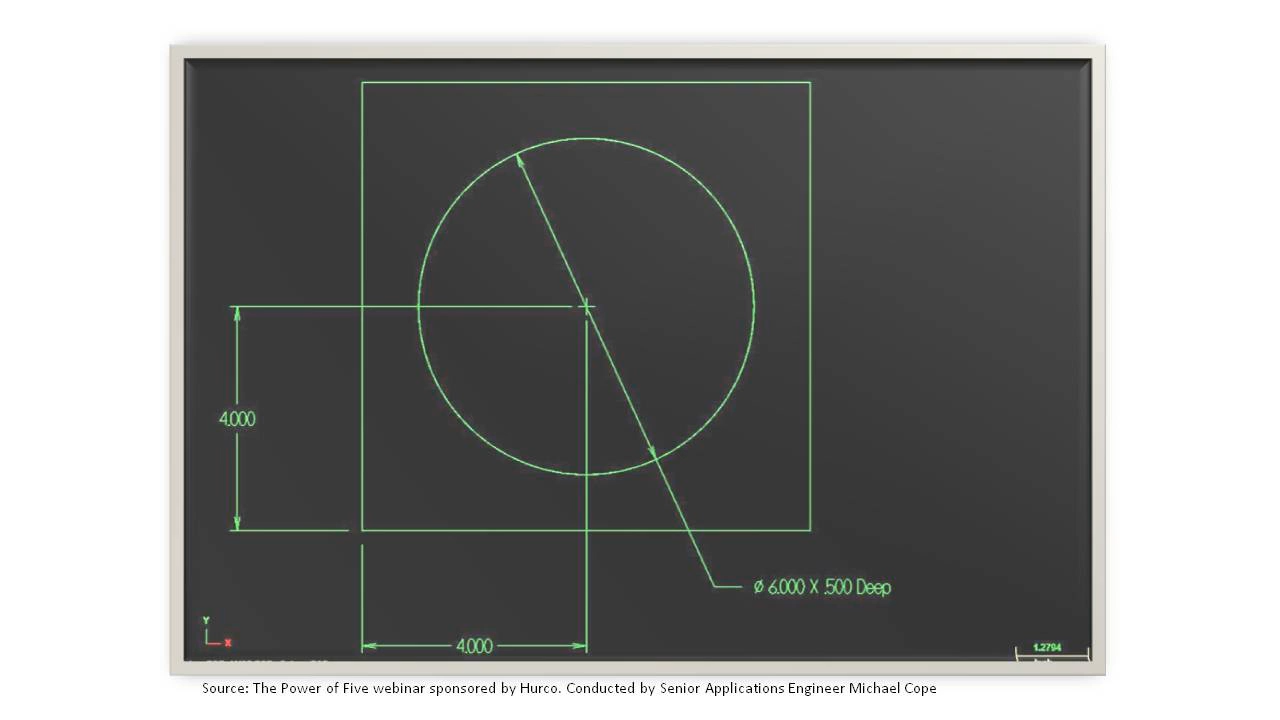 4.000
Ø 6.000 X .500 Deep
Y
X
4.000
1.2794
Source: The Power of Five webinar sponsored by Hurco. Conducted by Senior Applications Engineer Michael Cope